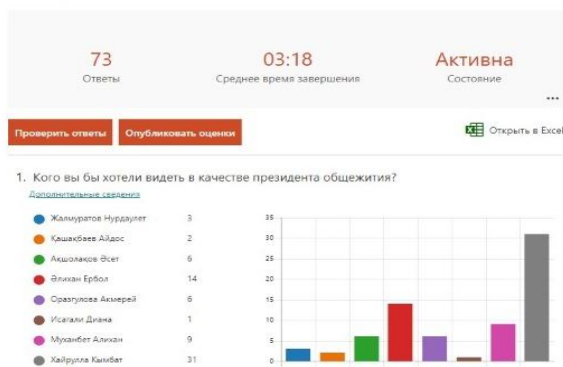 73
Ответы
03:18
Среднее время завершения
Активна
Состояние
...
Проверить ответы
Опубликовать оценки
Открыть в Excel
1. Кого вы бы хотели видеть в качестве президента общежития?
Дополнительные сведения
Жалмуратов Нурдаулет 3
Қашақбаев Айдос 2
Ақшолақов Әсет 6
Әлихан Ербол 14
Оразгулова Акмерей 6
Исагали Диана 1
Муханбет Алихан 9
Хайрулла Кымбат 31
35
30
25
20
15
10
5
0